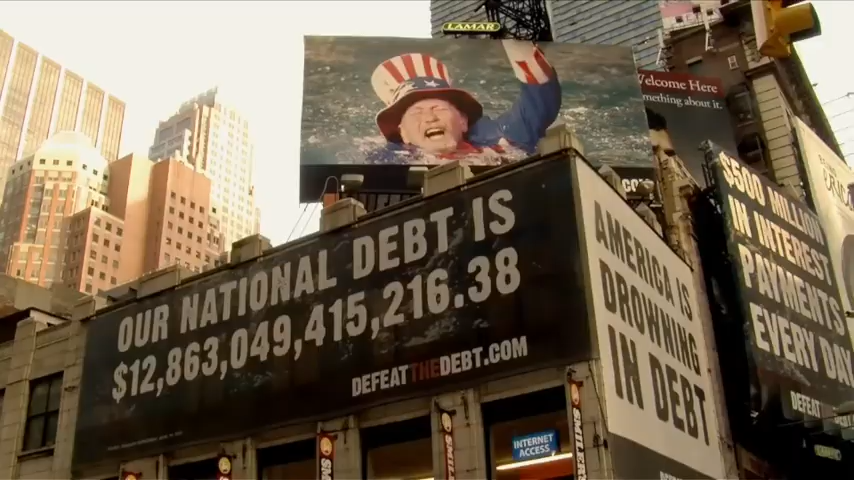 LAMAR
Welcome Here
mething about it.
OUR NATIONAL DEBT IS
$12,863,049,415,216.38
DEFEATTHEDEBT.COM
AMERICA IS
DROWNING
IN DEBT
$500 MILLION
IN INTEREST
PAYMENTS
EVERY DAY
DEFEAT
INTERNET
ACCESS